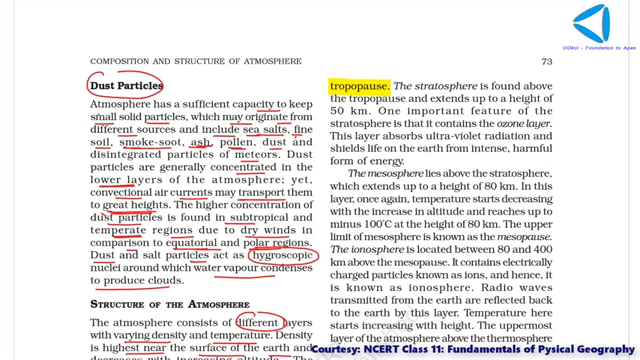 GOkul - Foundation to Apex
COMPOSITION AND STRUCTURE OF ATMOSPHERE
73
Dust Particles
Atmosphere has a sufficient capacity to keep
small solid particles, which may originate from
different sources and include sea salts, fine
soil, smoke-soot, ash, pollen, dust and
disintegrated particles of meteors. Dust
particles are generally concentrated in the
lower layers of the atmosphere; yet,
convectional air currents may transport them
to great heights. The higher concentration of
dust particles is found in subtropical and
temperate regions due to dry winds in
comparison to equatorial and polar regions.
Dust and salt particles act as hygroscopic
nuclei around which water vapour condenses
to produce clouds.
STRUCTURE OF THE ATMOSPHERE
The atmosphere consists of different layers
with varying density and temperature. Density
is highest near the surface of the earth and
decreases with increasing altitude. The
tropopause. The stratosphere is found above
the tropopause and extends up to a height of
50 km. One important feature of the
stratosphere is that it contains the ozone layer.
This layer absorbs ultra-violet radiation and
shields life on the earth from intense, harmful
form of energy.
The mesosphere lies above the stratosphere,
which extends up to a height of 80 km. In this
layer, once again, temperature starts decreasing
with the increase in altitude and reaches up to
minus 100°C at the height of 80 km. The upper
limit of mesosphere is known as the mesopause.
The ionosphere is located between 80 and 400
km above the mesopause. It contains electrically
charged particles known as ions, and hence, it
is known as ionosphere. Radio waves
transmitted from the earth are reflected back
to the earth by this layer. Temperature here
starts increasing with height. The uppermost
layer of the atmosphere above the thermosphere
Courtesy: NCERT Class 11: Fundamentals of Pysical Geography